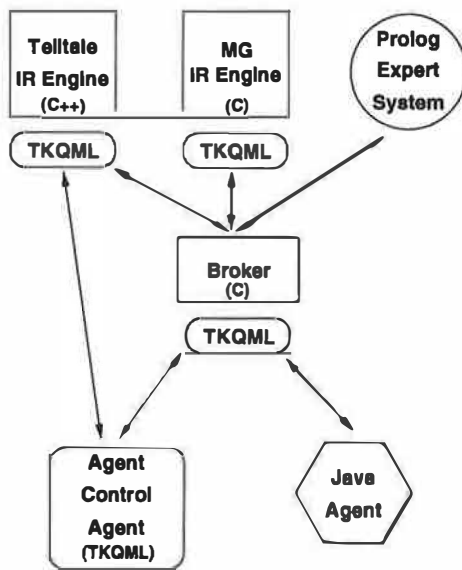 Telltale
IR Engine
(C++)
MG
IR Engine
(C)
Prolog
Expert
System
TKQML
TKQML
Broker
(C)
TKQML
Agent
Control
Agent
(TKQML)
Java
Agent